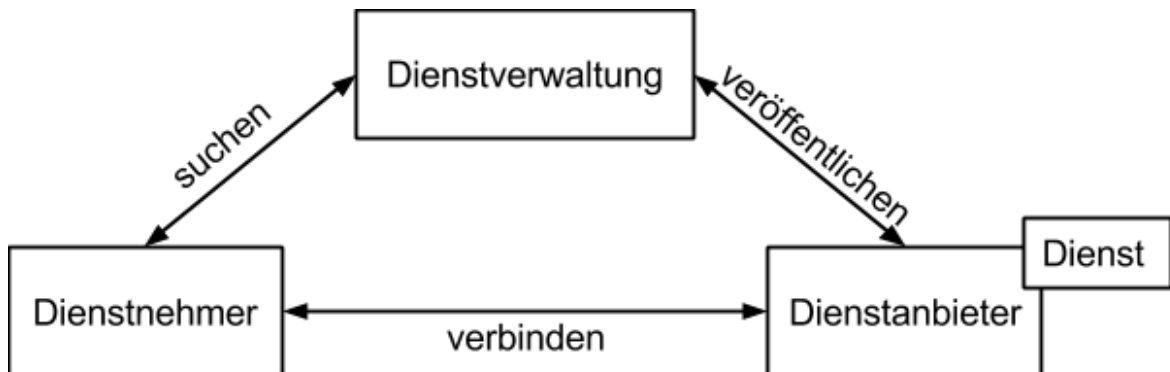 Dienstverwaltung
suchen
veröffentlichen
Dienst
Dienstnehmer
verbinden
Dienstanbieter